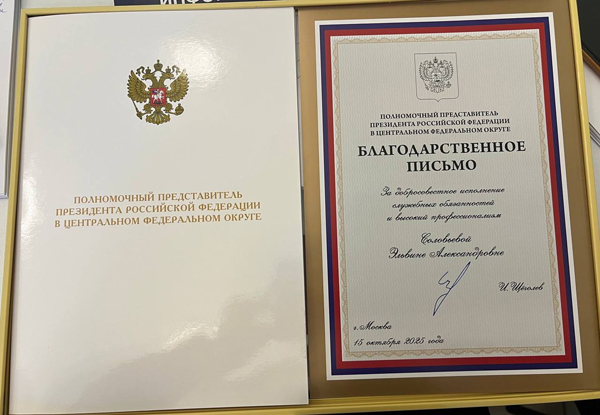 ПОЛНОМОЧНЫЙ ПРЕДСТАВИТЕЛЬ
ПРЕЗИДЕНТА РОССИЙСКОЙ ФЕДЕРАЦИИ
В ЦЕНТРАЛЬНОМ ФЕДЕРАЛЬНОМ ОКРУГЕ
ПОЛНОМОЧНЫЙ ПРЕДСТАВИТЕЛЬ
ПРЕЗИДЕНТА РОССИЙСКОЙ ФЕДЕРАЦИИ
В ЦЕНТРАЛЬНОМ ФЕДЕРАЛЬНОМ ОКРУГЕ
БЛАГОДАРСТВЕННОЕ
ПИСЬМО
За добросовестное исполнение
служебных обязанностей
и высокий профессионализм
Соловьевой
Эльвине Александровне
И. Щёголев
г. Москва
15 октября 2025 года